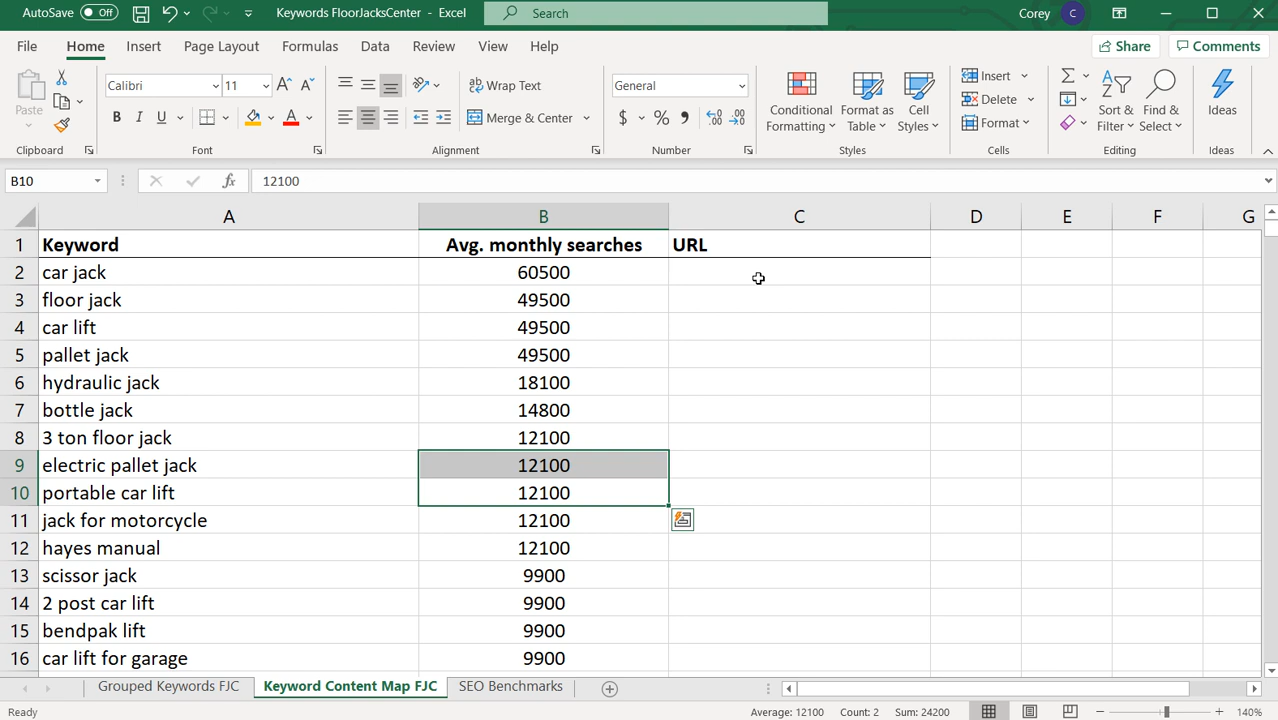 AutoSave Off Keywords FloorJacksCenter - Excel Search Corey C
File Home Insert Page Layout Formulas Data Review View Help Share Comments
Paste Calibri 11 Wrap Text General Conditional Formatting Format as Table Cell Styles Insert Sort & Filter Find & Select Ideas
B I U Merge & Center $ % Delete
Format
Clipboard Font Alignment Number Styles Cells Editing Ideas
B10 fx 12100
A B C D E F G
1 Keyword Avg. monthly searches URL
2 car jack 60500
3 floor jack 49500
4 car lift 49500
5 pallet jack 49500
6 hydraulic jack 18100
7 bottle jack 14800
8 3 ton floor jack 12100
9 electric pallet jack 12100
10 portable car lift 12100
11 jack for motorcycle 12100
12 hayes manual 12100
13 scissor jack 9900
14 2 post car lift 9900
15 bendpak lift 9900
16 car lift for garage 9900
Grouped Keywords FJC Keyword Content Map FJC SEO Benchmarks
Ready Average: 12100 Count: 2 Sum: 24200 140%